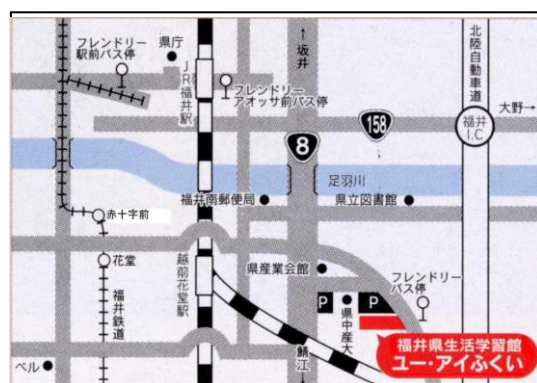 フレンドリー
駅前バス停
県庁
JR福井駅
フレンドリー
アオッサ前バス停
↑坂井
8
158
北陸自動車道
大野→
福井
I.C
足羽川
福井南郵便局
県立図書館
赤十字前
花堂
福井鉄道
ベル
越前花堂駅
県産業会館
フレンドリー
バス停
P
P
県中産大
鯖江
↓
福井県生活学習館
ユー・アイふくい